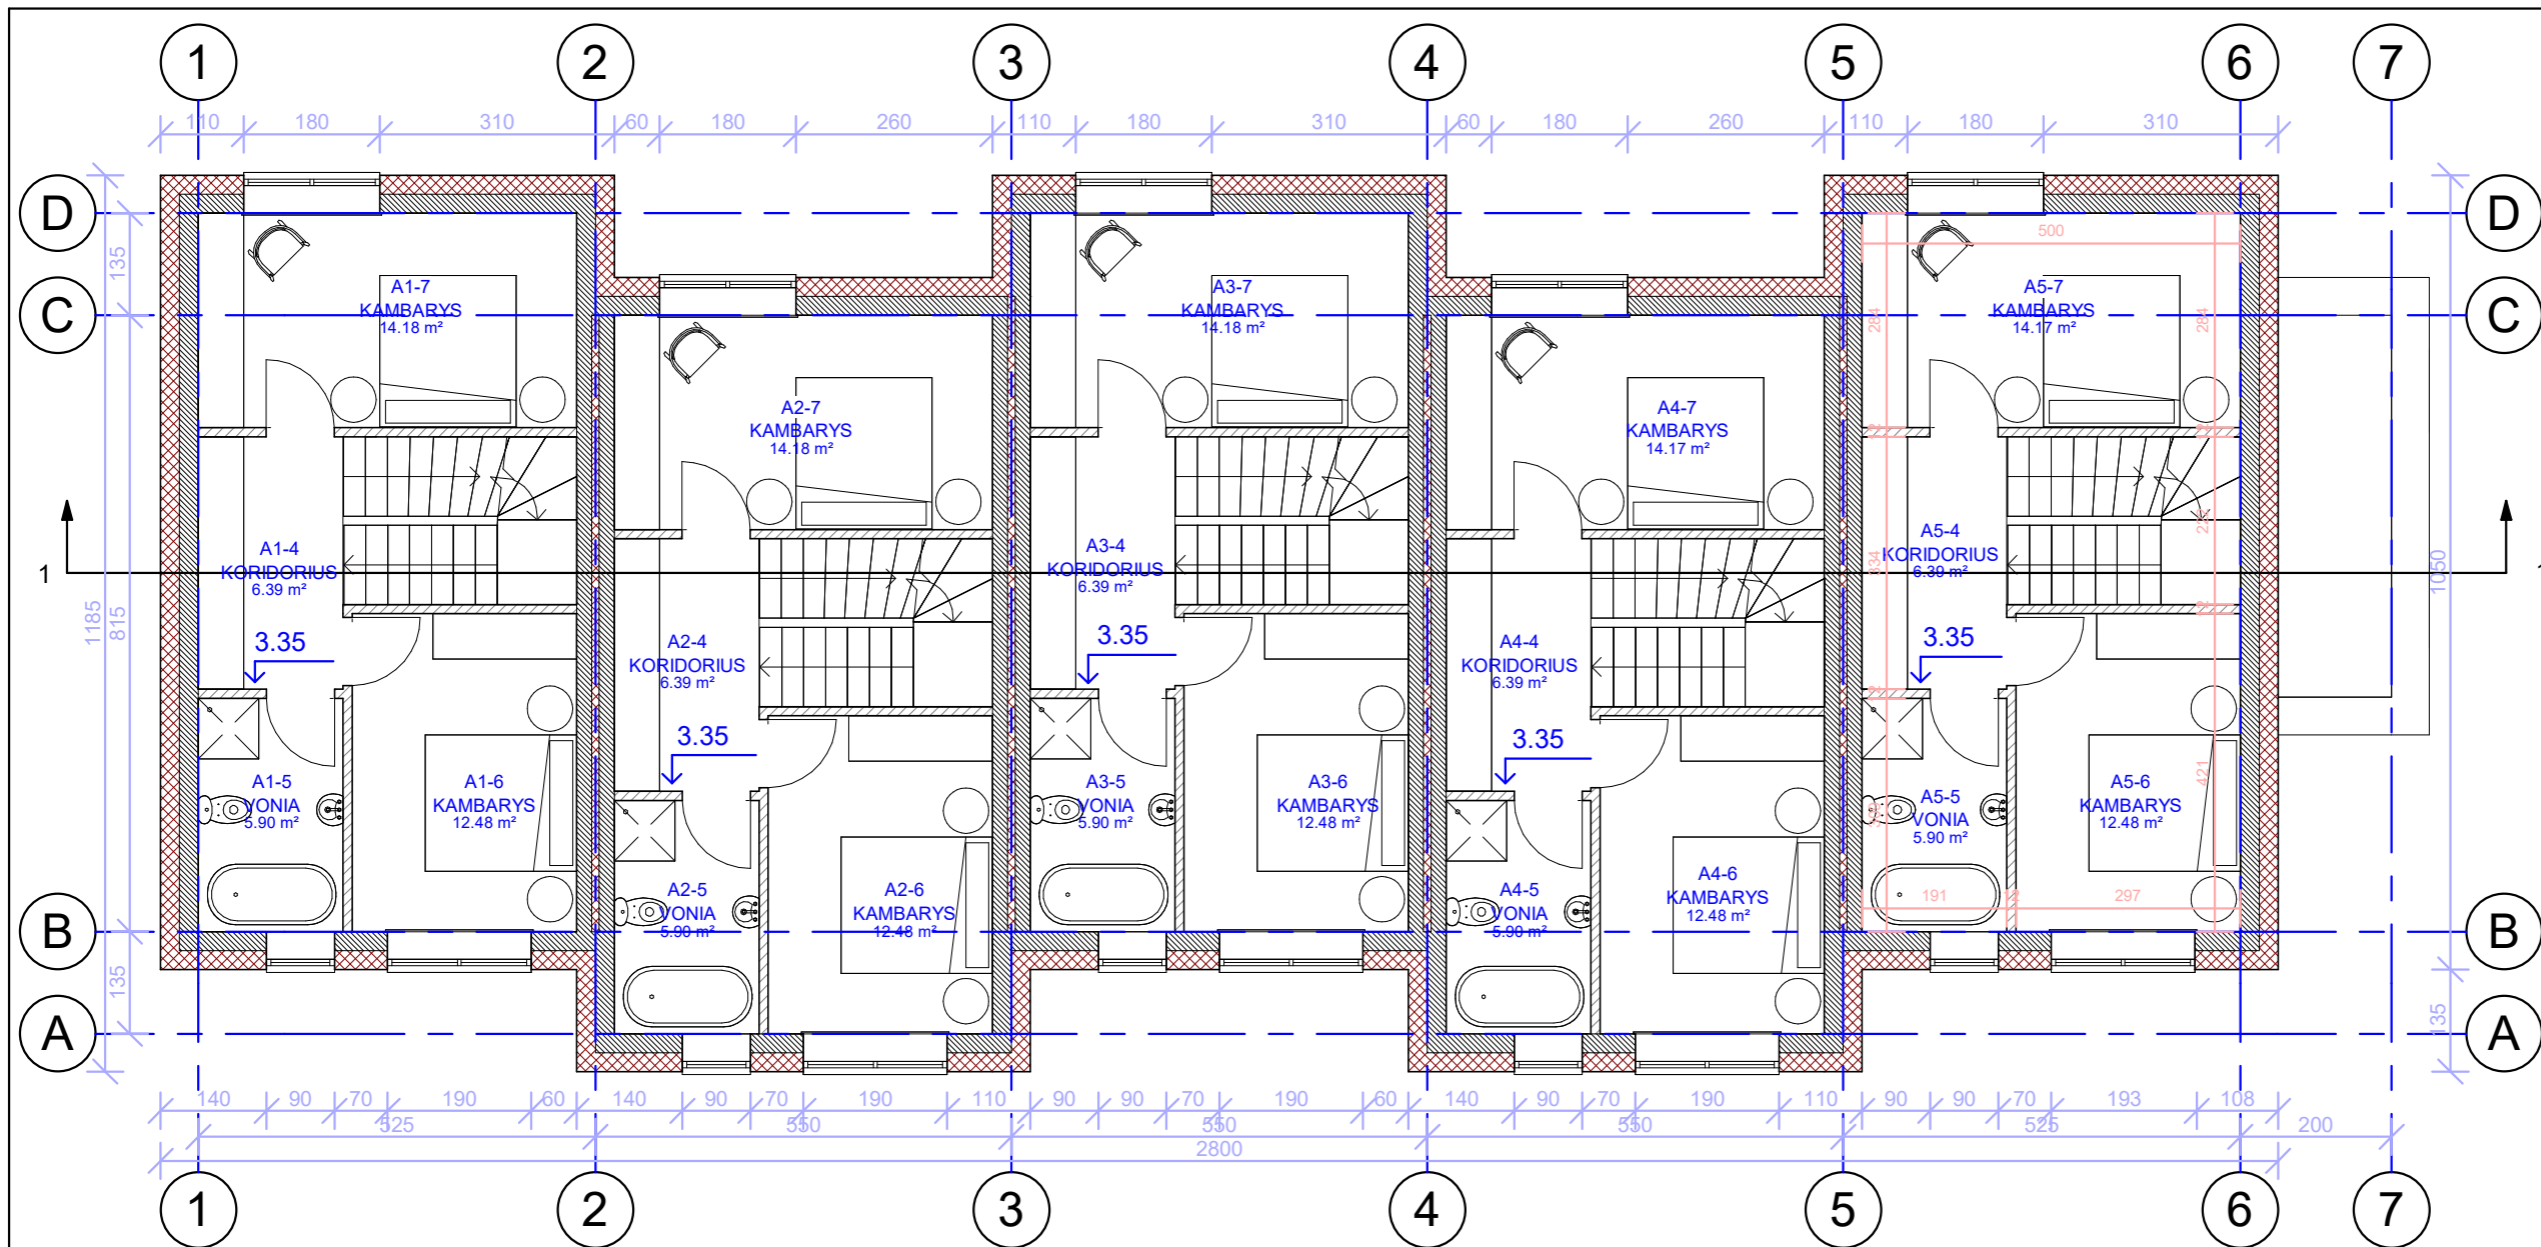 1 2 3 4 5 6 7
110 180 310 60 180 260 110 180 310 60 180 260 110 180 310
D D
C C
135
500
284 284
A1-7
KAMBARYS
14.18 m²
A2-7
KAMBARYS
14.18 m²
A3-7
KAMBARYS
14.18 m²
A4-7
KAMBARYS
14.17 m²
A5-7
KAMBARYS
14.17 m²
12 12
A1-4
KORIDORIUS
6.39 m²
A2-4
KORIDORIUS
6.39 m²
A3-4
KORIDORIUS
6.39 m²
A4-4
KORIDORIUS
6.39 m²
A5-4
KORIDORIUS
6.39 m²
334
12
12
1
1185
815
1050
3.35 3.35 3.35 3.35 3.35
A1-5
VONIA
5.90 m²
A1-6
KAMBARYS
12.48 m²
A2-5
VONIA
5.90 m²
A2-6
KAMBARYS
12.48 m²
A3-5
VONIA
5.90 m²
A3-6
KAMBARYS
12.48 m²
A4-5
VONIA
5.90 m²
A4-6
KAMBARYS
12.48 m²
A5-5
VONIA
5.90 m²
A5-6
KAMBARYS
12.48 m²
421
191 12 297
B B
135
135
A A
140 90 70 190 60 140 90 70 190 110 90 90 70 190 60 140 90 70 190 110 90 90 70 193 108
525 550 550 550 525 200
2800
1 2 3 4 5 6 7